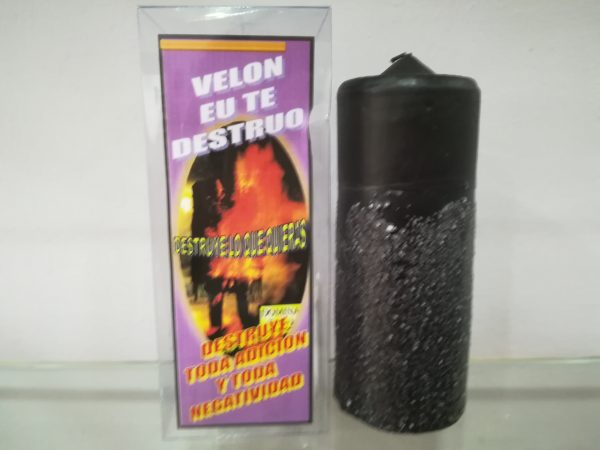 VELON
EU TE
DESTRUO
DESTRUYE LO QUE QUIERAS
DESTRUYE
TODA ADICION
Y TODA
NEGATIVIDAD